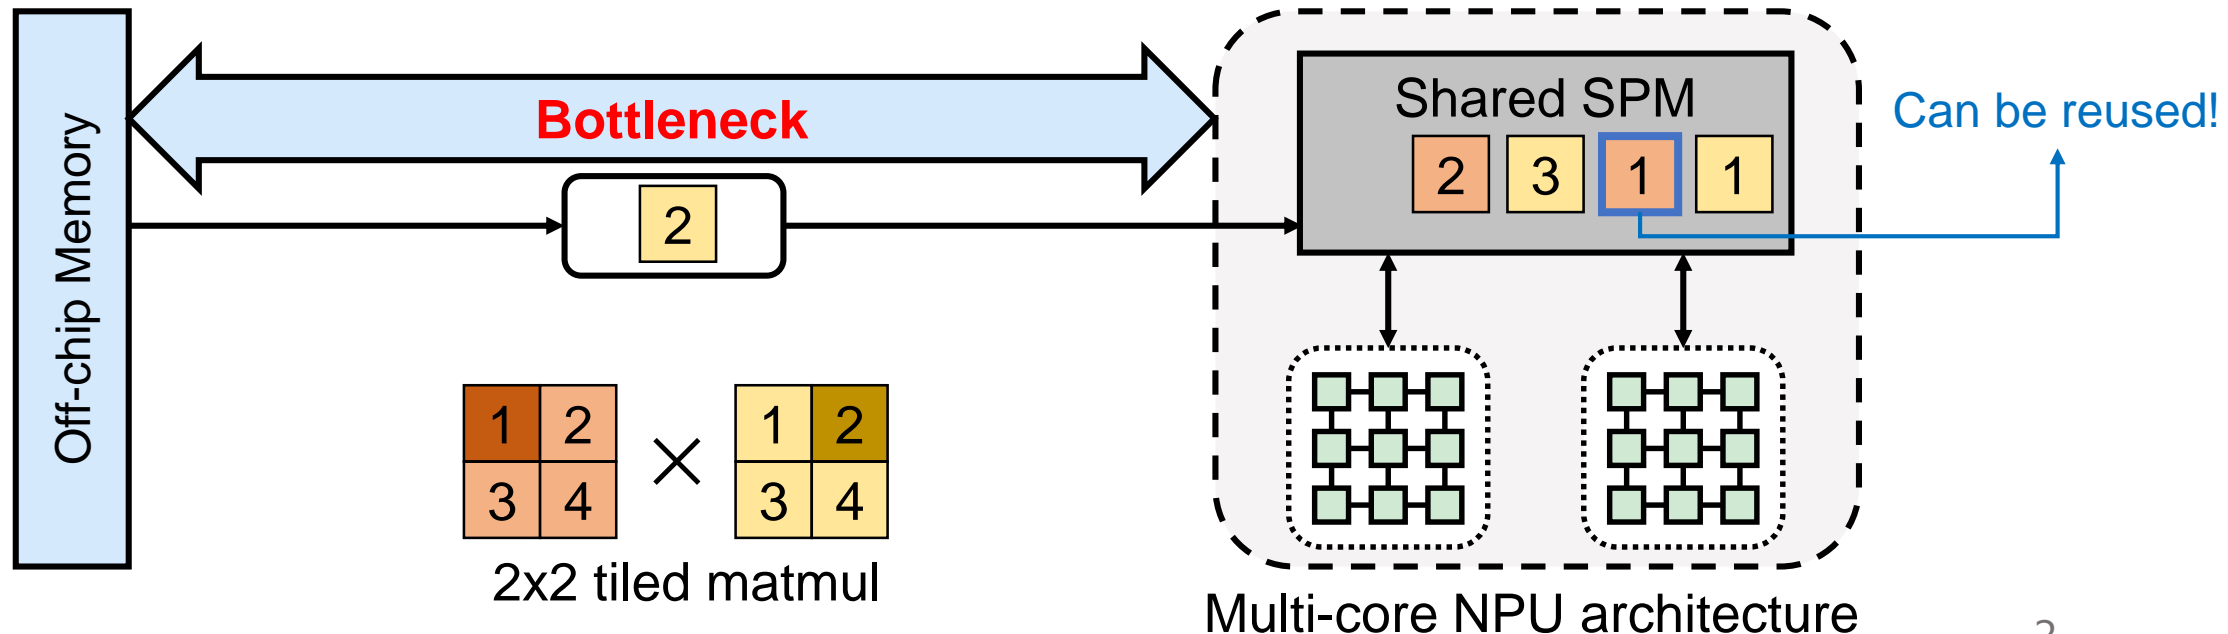 Off-chip Memory
Bottleneck
2
Shared SPM
2 3 1 1
Can be reused!
1 2 1 2
3 4 3 4
2x2 tiled matmul
Multi-core NPU architecture